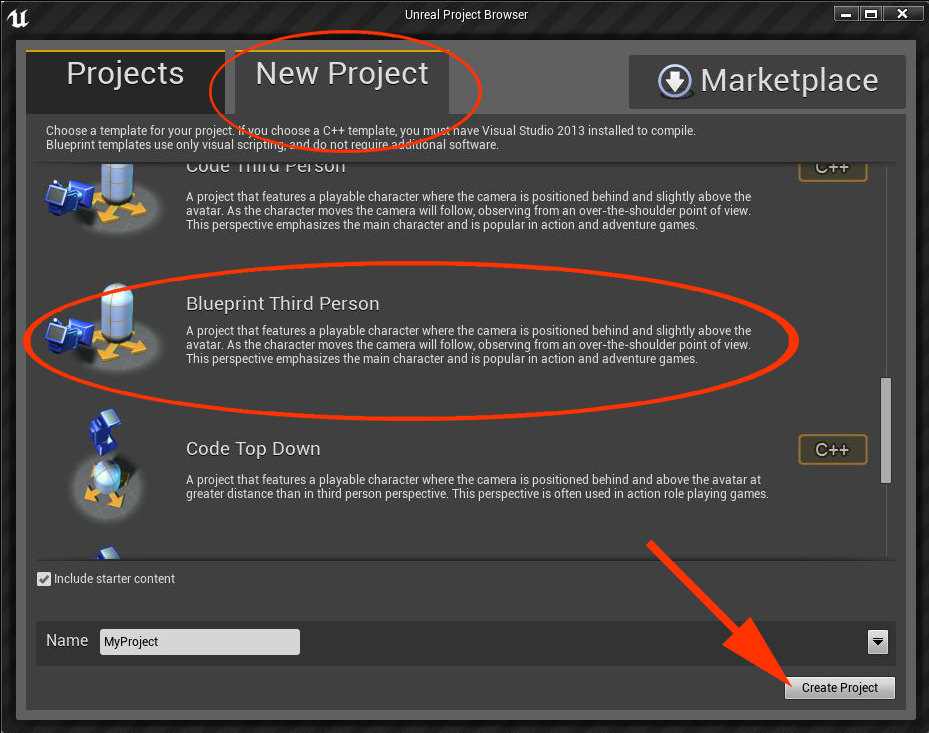 Unreal Project Browser
Projects
New Project
Marketplace
Choose a template for your project. If you choose a C++ template, you must have Visual Studio 2013 installed to compile.
Blueprint templates use only visual scripting, and do not require additional software.
Code Third Person
C++
A project that features a playable character where the camera is positioned behind and slightly above the
avatar. As the character moves the camera will follow, observing from an over-the-shoulder point of view.
This perspective emphasizes the main character and is popular in action and adventure games.
Blueprint Third Person
A project that features a playable character where the camera is positioned behind and slightly above the
avatar. As the character moves the camera will follow, observing from an over-the-shoulder point of view.
This perspective emphasizes the main character and is popular in action and adventure games.
Code Top Down
C++
A project that features a playable character where the camera is positioned behind and above the avatar at
greater distance than in third person perspective. This perspective is often used in action role playing games.
Include starter content
Name
MyProject
Create Project